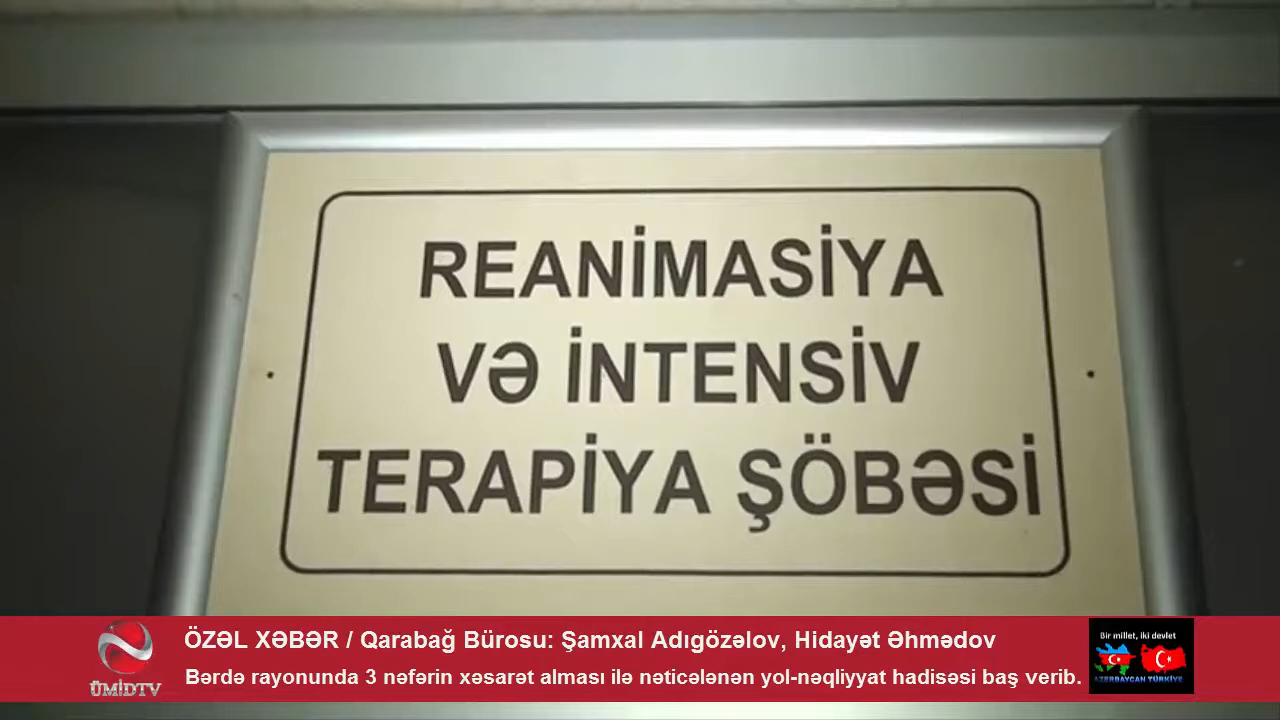 REANİMASİYA
VƏ İNTENSİV
TERAPİYA ŞÖBƏSİ
ÖZƏL XƏBƏR / Qarabağ Bürosu: Şamxal Adıgözəlov, Hidayət Əhmədov
Bərdə rayonunda 3 nəfərin xəsarət alması ilə nəticələnən yol-nəqliyyat hadisəsi baş verib.
ÜMİDTV
Bir millet, iki devlet
AZERBAYCAN TÜRKİYE